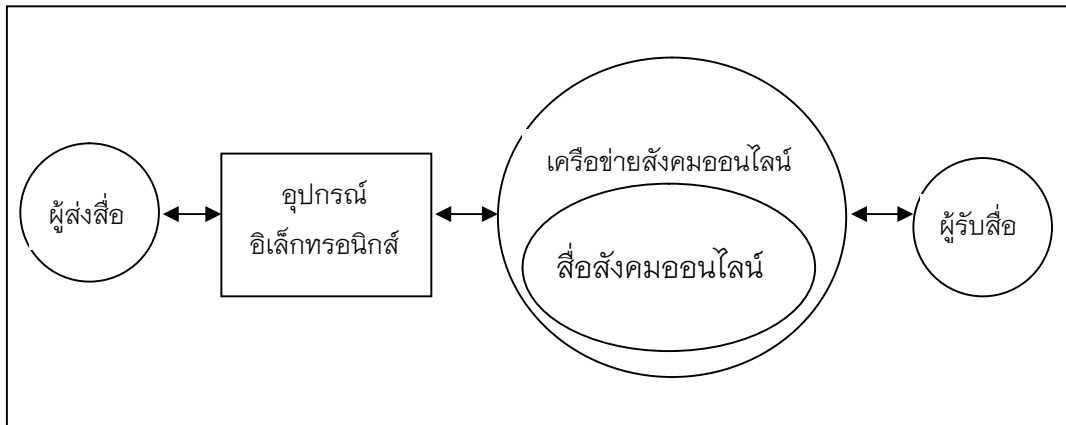 ผู้ส่งสื่อ
อุปกรณ์
อิเล็กทรอนิกส์
เครือข่ายสังคมออนไลน์
สื่อสังคมออนไลน์
ผู้รับสื่อ